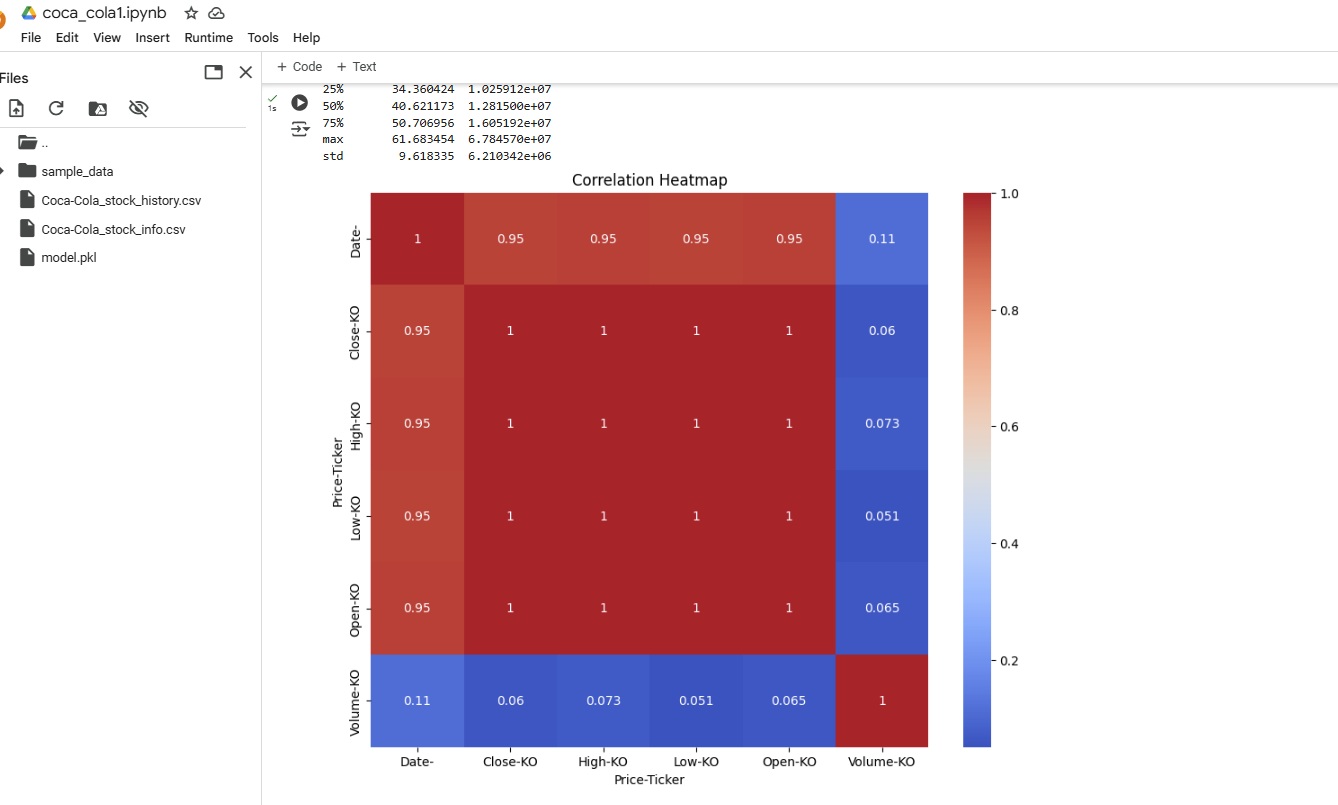 coca_cola1.ipynb
File Edit View Insert Runtime Tools Help
Files
+ Code + Text
..
sample_data
Coca-Cola_stock_history.csv
Coca-Cola_stock_info.csv
model.pkl
1s
25% 34.360424 1.025912e+07
50% 40.621173 1.281500e+07
75% 50.706956 1.605192e+07
max 61.683454 6.784570e+07
std 9.618335 6.210342e+06
Correlation Heatmap
Date- 1 0.95 0.95 0.95 0.95 0.11
Close-KO 0.95 1 1 1 1 0.06
High-KO 0.95 1 1 1 1 0.073
Low-KO 0.95 1 1 1 1 0.051
Open-KO 0.95 1 1 1 1 0.065
Volume-KO 0.11 0.06 0.073 0.051 0.065 1
Price-Ticker
Date- Close-KO High-KO Low-KO Open-KO Volume-KO
Price-Ticker
1.0
0.8
0.6
0.4
0.2